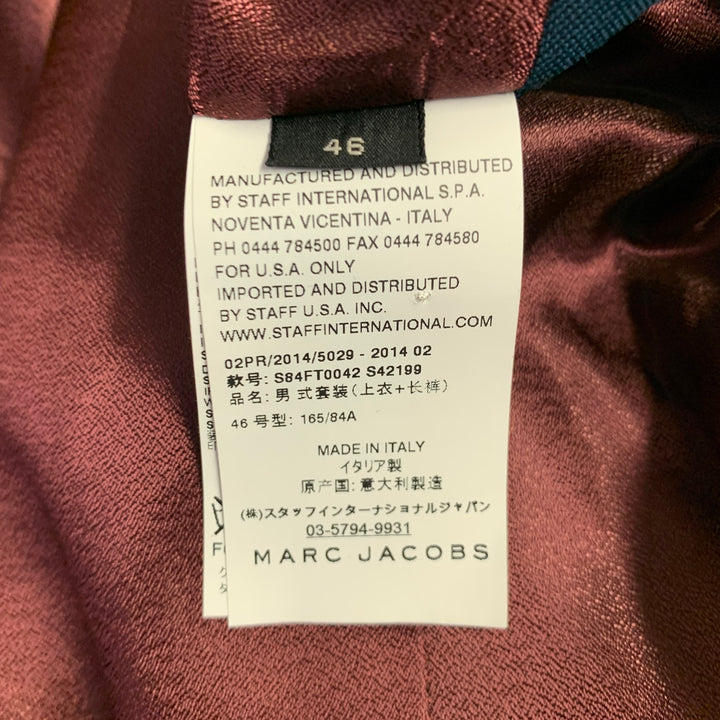 46
MANUFACTURED AND DISTRIBUTED
BY STAFF INTERNATIONAL S.P.A.
NOVENTA VICENTINA - ITALY
PH 0444 784500 FAX 0444 784580
FOR U.S.A. ONLY
IMPORTED AND DISTRIBUTED
BY STAFF U.S.A. INC.
WWW.STAFFINTERNATIONAL.COM
02PR/2014/5029 - 2014 02
款号: S84FT0042 S42199
品名: 男 式套装(上衣+长裤)
46 号型: 165/84A
MADE IN ITALY
イタリア製
原产国: 意大利製造
(株)スタッフインターナショナルジャパン
03-5794-9931
MARC JACOBS